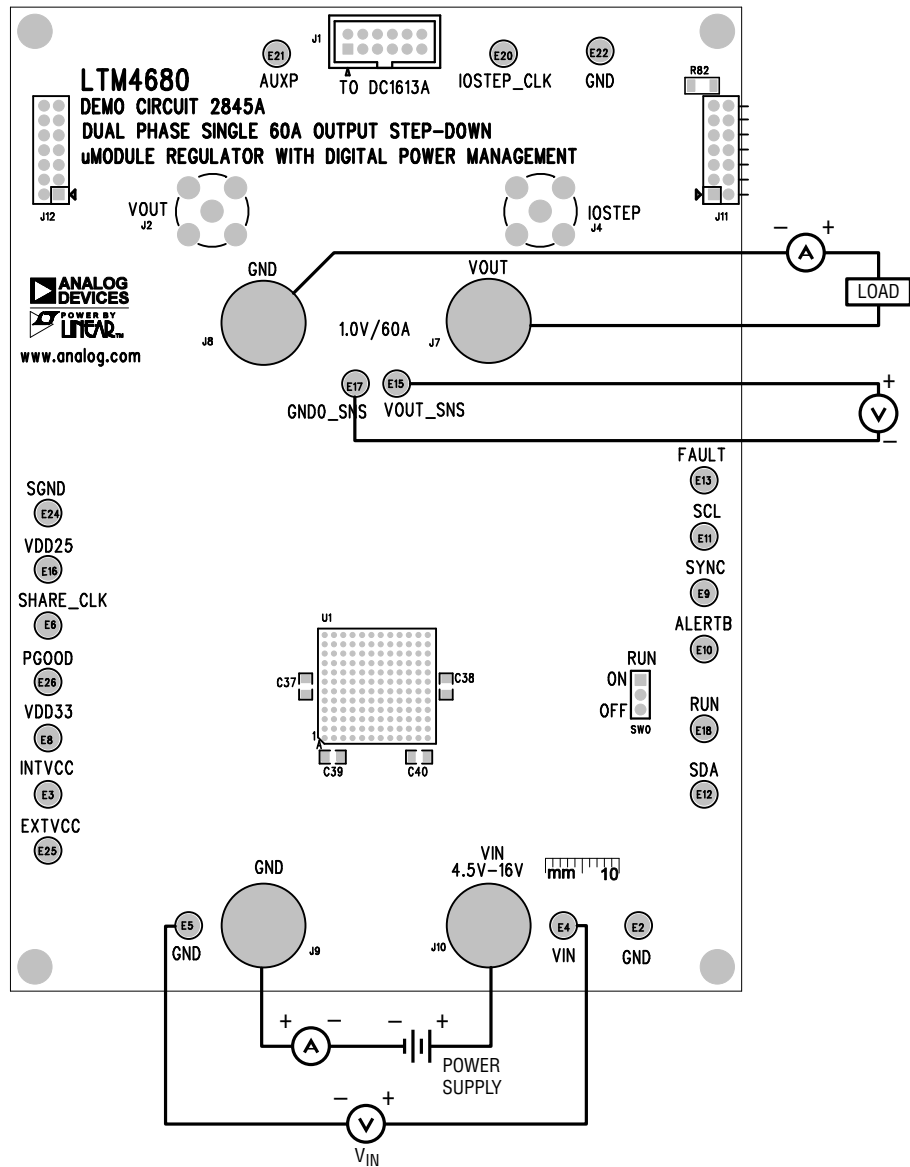 J1
E21
AUXP
TO DC1613A
E20
IOSTEP_CLK
E22
GND
R82
LTM4680
DEMO CIRCUIT 2845A
DUAL PHASE SINGLE 60A OUTPUT STEP-DOWN
uMODULE REGULATOR WITH DIGITAL POWER MANAGEMENT
J12
VOUT
J2
IOSTEP
J4
J11
− +
A
LOAD
GND
J8
1.0V/60A
VOUT
J7
ANALOG
DEVICES
POWER BY
LINEAR™
www.analog.com
E17
GND0_SNS
E15
VOUT_SNS
+
V
−
FAULT
E13
SCL
E11
SYNC
E9
ALERTB
E10
RUN
ON
OFF
SW0
RUN
E18
SDA
E12
SGND
E24
VDD25
E16
SHARE_CLK
E6
PGOOD
E26
VDD33
E8
INTVCC
E3
EXTVCC
E25
U1
C37
C38
1
A
C39
C40
GND
J9
VIN
4.5V-16V
J10
mm 10
E5
GND
E4
VIN
E2
GND
+ −
A
− +
POWER
SUPPLY
− +
V
VIN